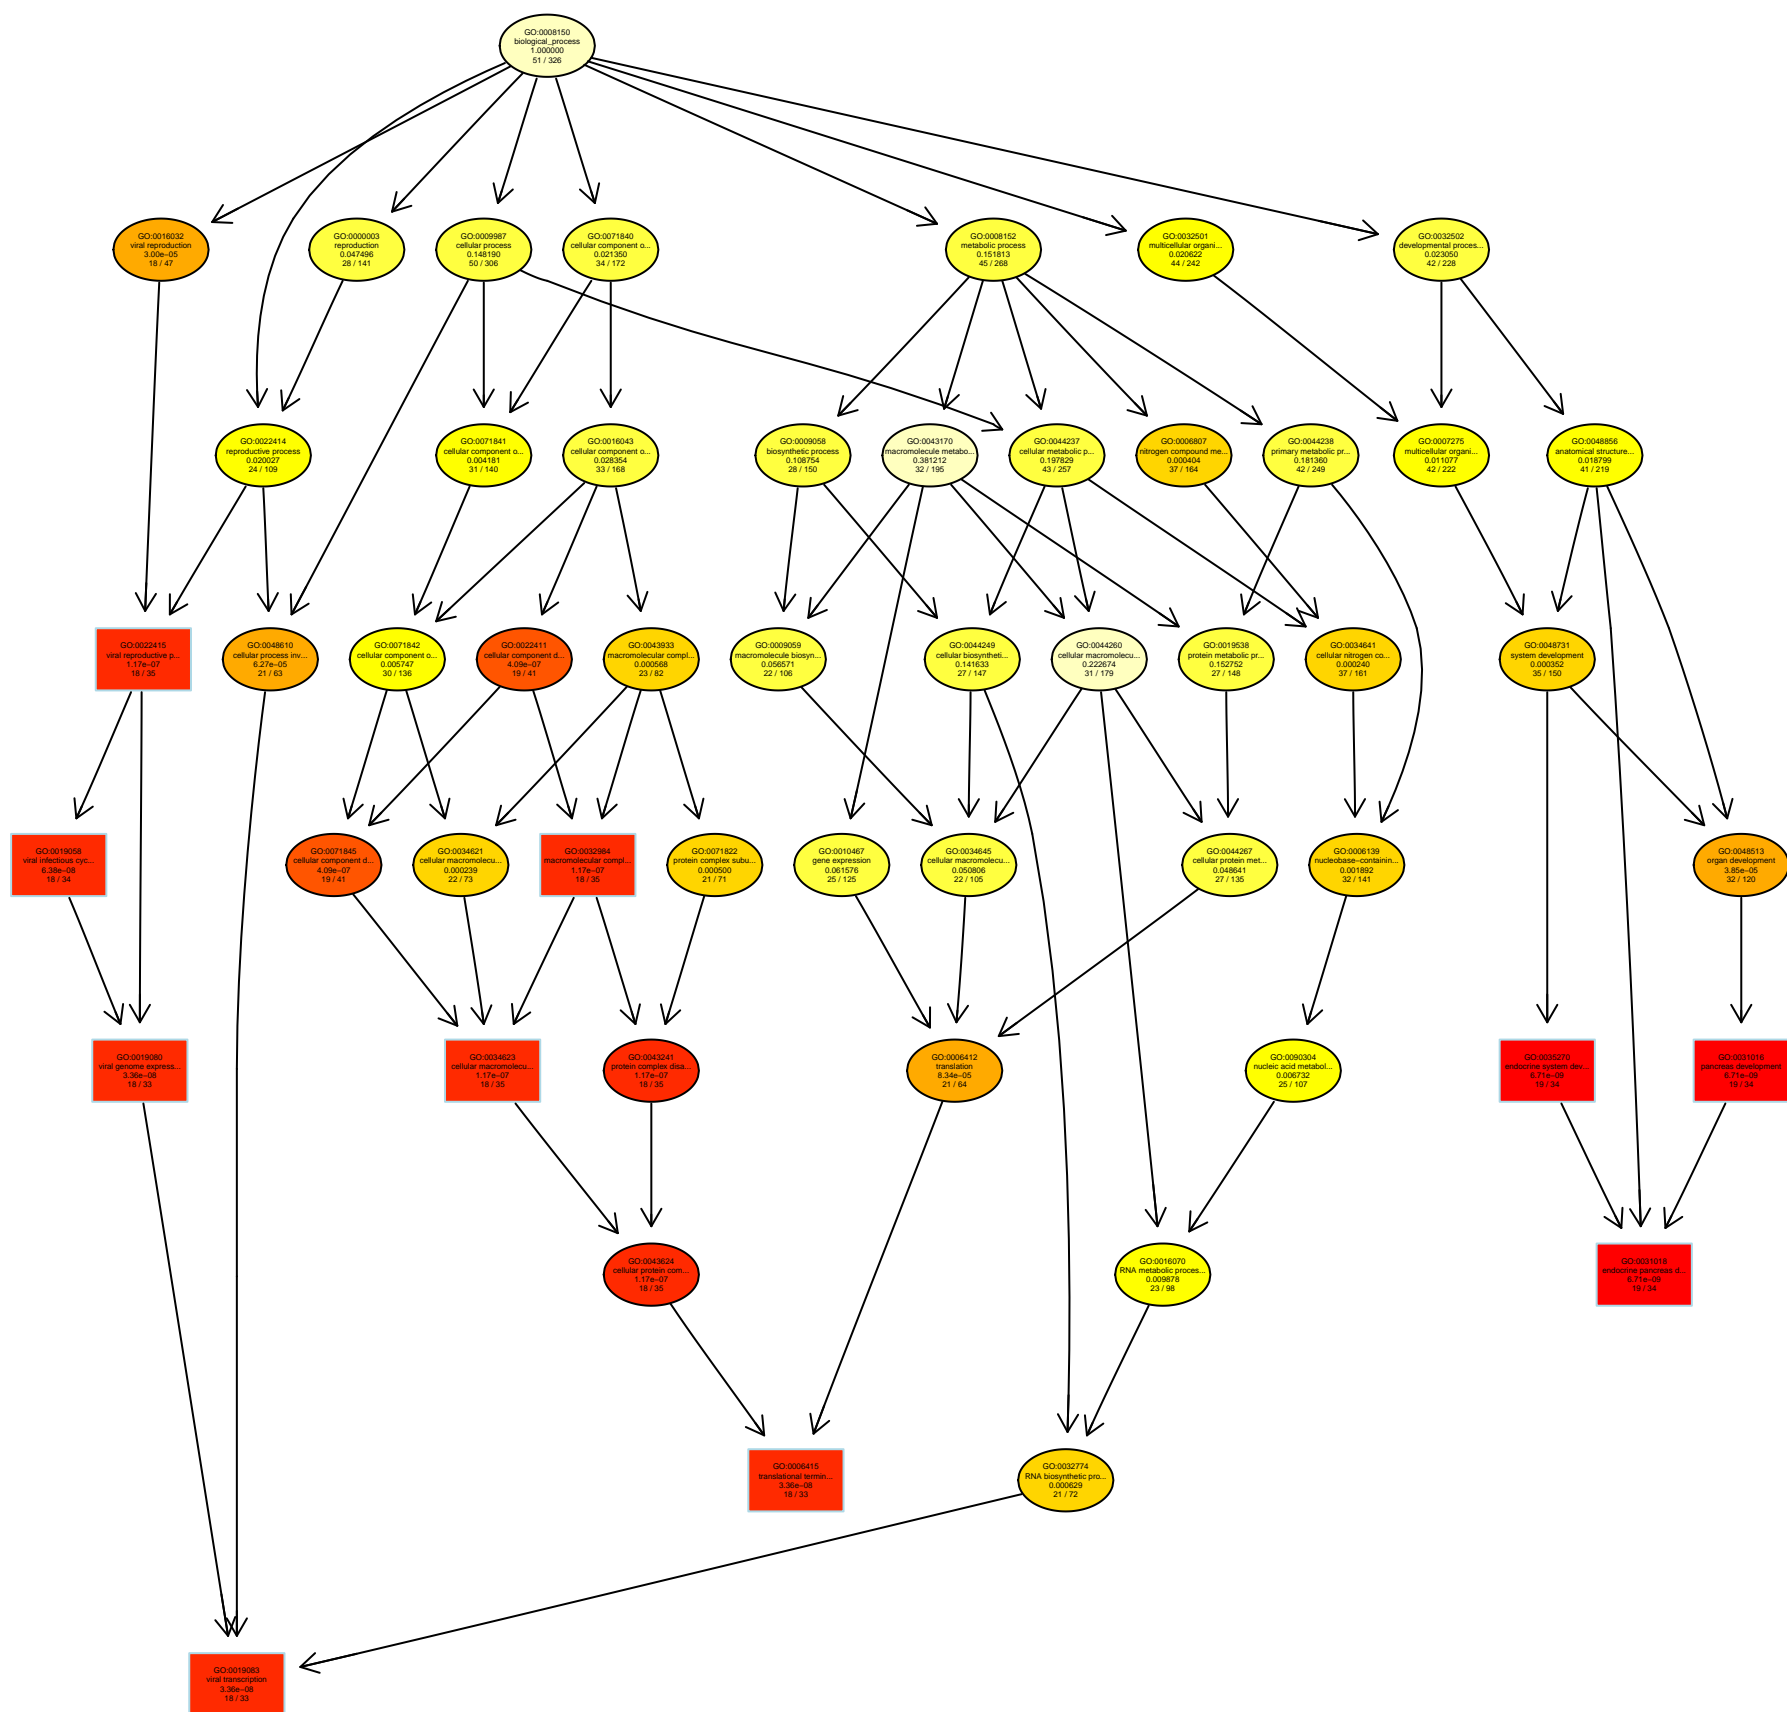 GO:0008150
biological_process
1.000000
51 / 326
GO:0016032
viral reproduction
3.00e−05
18 / 47
GO:0000003
reproduction
0.047496
28 / 141
GO:0009987
cellular process
0.148190
50 / 306
GO:0071840
cellular component o...
0.021350
34 / 172
GO:0008152
metabolic process
0.151813
45 / 268
GO:0032501
multicellular organi...
0.020622
44 / 242
GO:0032502
developmental proces...
0.023050
42 / 228
GO:0022414
reproductive process
0.020027
24 / 109
GO:0071841
cellular component o...
0.004181
31 / 140
GO:0016043
cellular component o...
0.028354
33 / 168
GO:0009058
biosynthetic process
0.108754
28 / 150
GO:0043170
macromolecule metabo...
0.381212
32 / 195
GO:0044237
cellular metabolic p...
0.197829
43 / 257
GO:0006807
nitrogen compound me...
0.000404
37 / 164
GO:0044238
primary metabolic pr...
0.181360
42 / 249
GO:0007275
multicellular organi...
0.011077
42 / 222
GO:0048856
anatomical structure...
0.018799
41 / 219
GO:0022415
viral reproductive p...
1.17e−07
18 / 35
GO:0048610
cellular process inv...
6.27e−05
21 / 63
GO:0071842
cellular component o...
0.005747
30 / 136
GO:0022411
cellular component d...
4.09e−07
19 / 41
GO:0043933
macromolecular compl...
0.000568
23 / 82
GO:0009059
macromolecule biosyn...
0.056571
22 / 106
GO:0044249
cellular biosyntheti...
0.141633
27 / 147
GO:0044260
cellular macromolecu...
0.222674
31 / 179
GO:0019538
protein metabolic pr...
0.152752
27 / 148
GO:0034641
cellular nitrogen co...
0.000240
37 / 161
GO:0048731
system development
0.000352
35 / 150
GO:0019058
viral infectious cyc...
6.38e−08
18 / 34
GO:0071845
cellular component d...
4.09e−07
19 / 41
GO:0034621
cellular macromolecu...
0.000239
22 / 73
GO:0032984
macromolecular compl...
1.17e−07
18 / 35
GO:0071822
protein complex subu...
0.000500
21 / 71
GO:0010467
gene expression
0.061576
25 / 125
GO:0034645
cellular macromolecu...
0.050806
22 / 105
GO:0044267
cellular protein met...
0.048641
27 / 135
GO:0006139
nucleobase−containin...
0.001892
32 / 141
GO:0048513
organ development
3.85e−05
32 / 120
GO:0019080
viral genome express...
3.36e−08
18 / 33
GO:0034623
cellular macromolecu...
1.17e−07
18 / 35
GO:0043241
protein complex disa...
1.17e−07
18 / 35
GO:0006412
translation
8.34e−05
21 / 64
GO:0090304
nucleic acid metabol...
0.006732
25 / 107
GO:0035270
endocrine system dev...
6.71e−09
19 / 34
GO:0031016
pancreas development
6.71e−09
19 / 34
GO:0043624
cellular protein com...
1.17e−07
18 / 35
GO:0016070
RNA metabolic proces...
0.009878
23 / 98
GO:0031018
endocrine pancreas d...
6.71e−09
19 / 34
GO:0006415
translational termin...
3.36e−08
18 / 33
GO:0032774
RNA biosynthetic pro...
0.000629
21 / 72
GO:0019083
viral transcription
3.36e−08
18 / 33